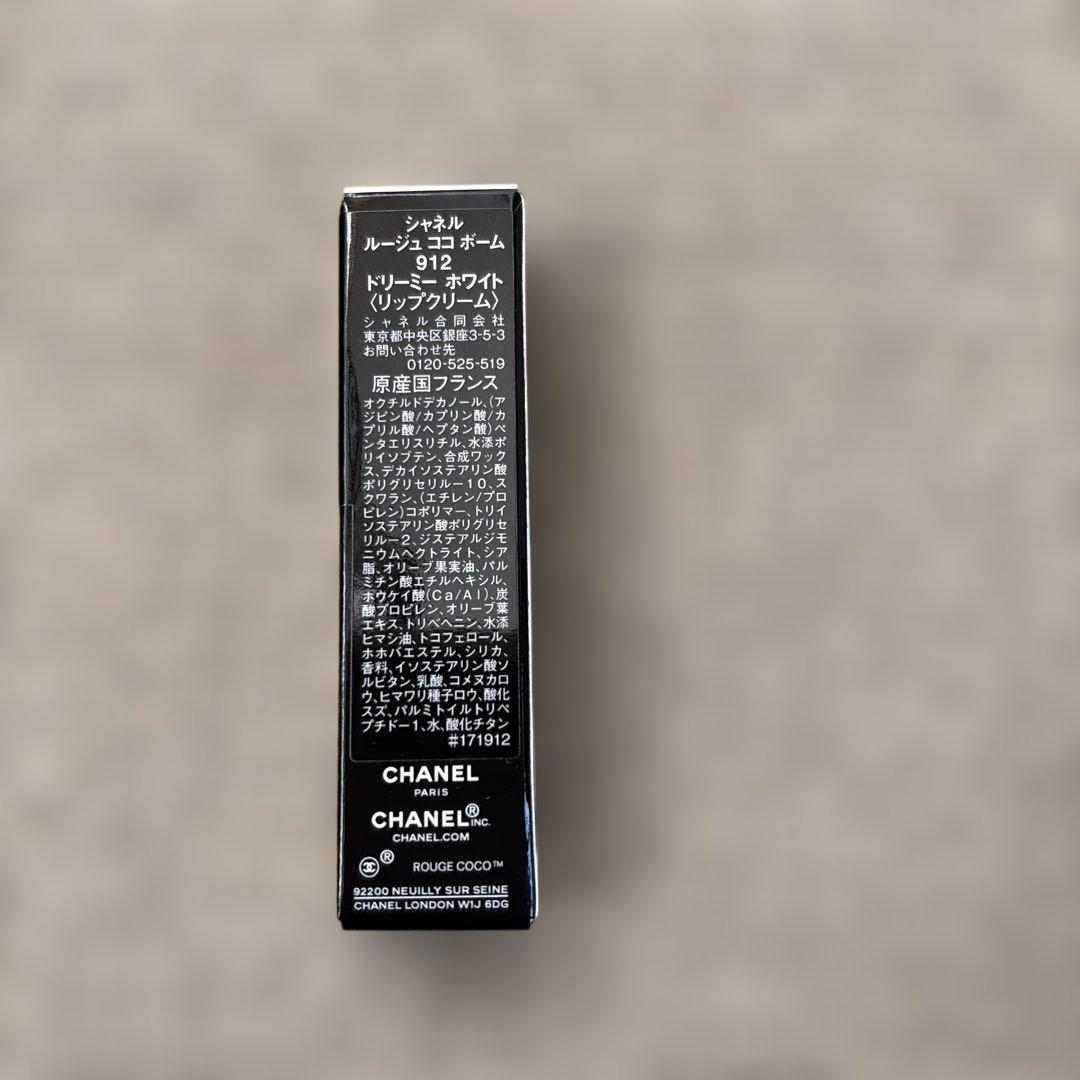 シャネル
ルージュ ココ ボーム
912
ドリーミー ホワイト
〈リップクリーム〉
シャネル合同会社
東京都中央区銀座3-5-3
お問い合わせ先
0120-525-519
原産国フランス
オクチルドデカノール、(ア
ジピン酸/カプリン酸/カ
プリル酸/ヘプタン酸)ペ
ンタエリスリチル、水添ポ
リイソブテン、合成ワック
ス、デカイソステアリン酸
ポリグリセリル−10、ス
クワラン、(エチレン/プロ
ピレン)コポリマー、トリイ
ソステアリン酸ポリグリセ
リル−2、ジステアルジモ
ニウムヘクトライト、シア
脂、オリーブ果実油、パル
ミチン酸エチルヘキシル、
ホウケイ酸(Ca/Al)、炭
酸プロピレン、オリーブ葉
エキス、トリベヘニン、水添
ヒマシ油、トコフェロール、
ホホバエステル、シリカ、
香料、イソステアリン酸ソ
ルビタン、乳酸、コメヌカロ
ウ、ヒマワリ種子ロウ、酸化
スズ、パルミトイルトリペ
プチド−1、水、酸化チタン
#171912
CHANEL
PARIS
CHANEL® INC.
CHANEL.COM
® ROUGE COCO™
92200 NEUILLY SUR SEINE
CHANEL LONDON W1J 6DG